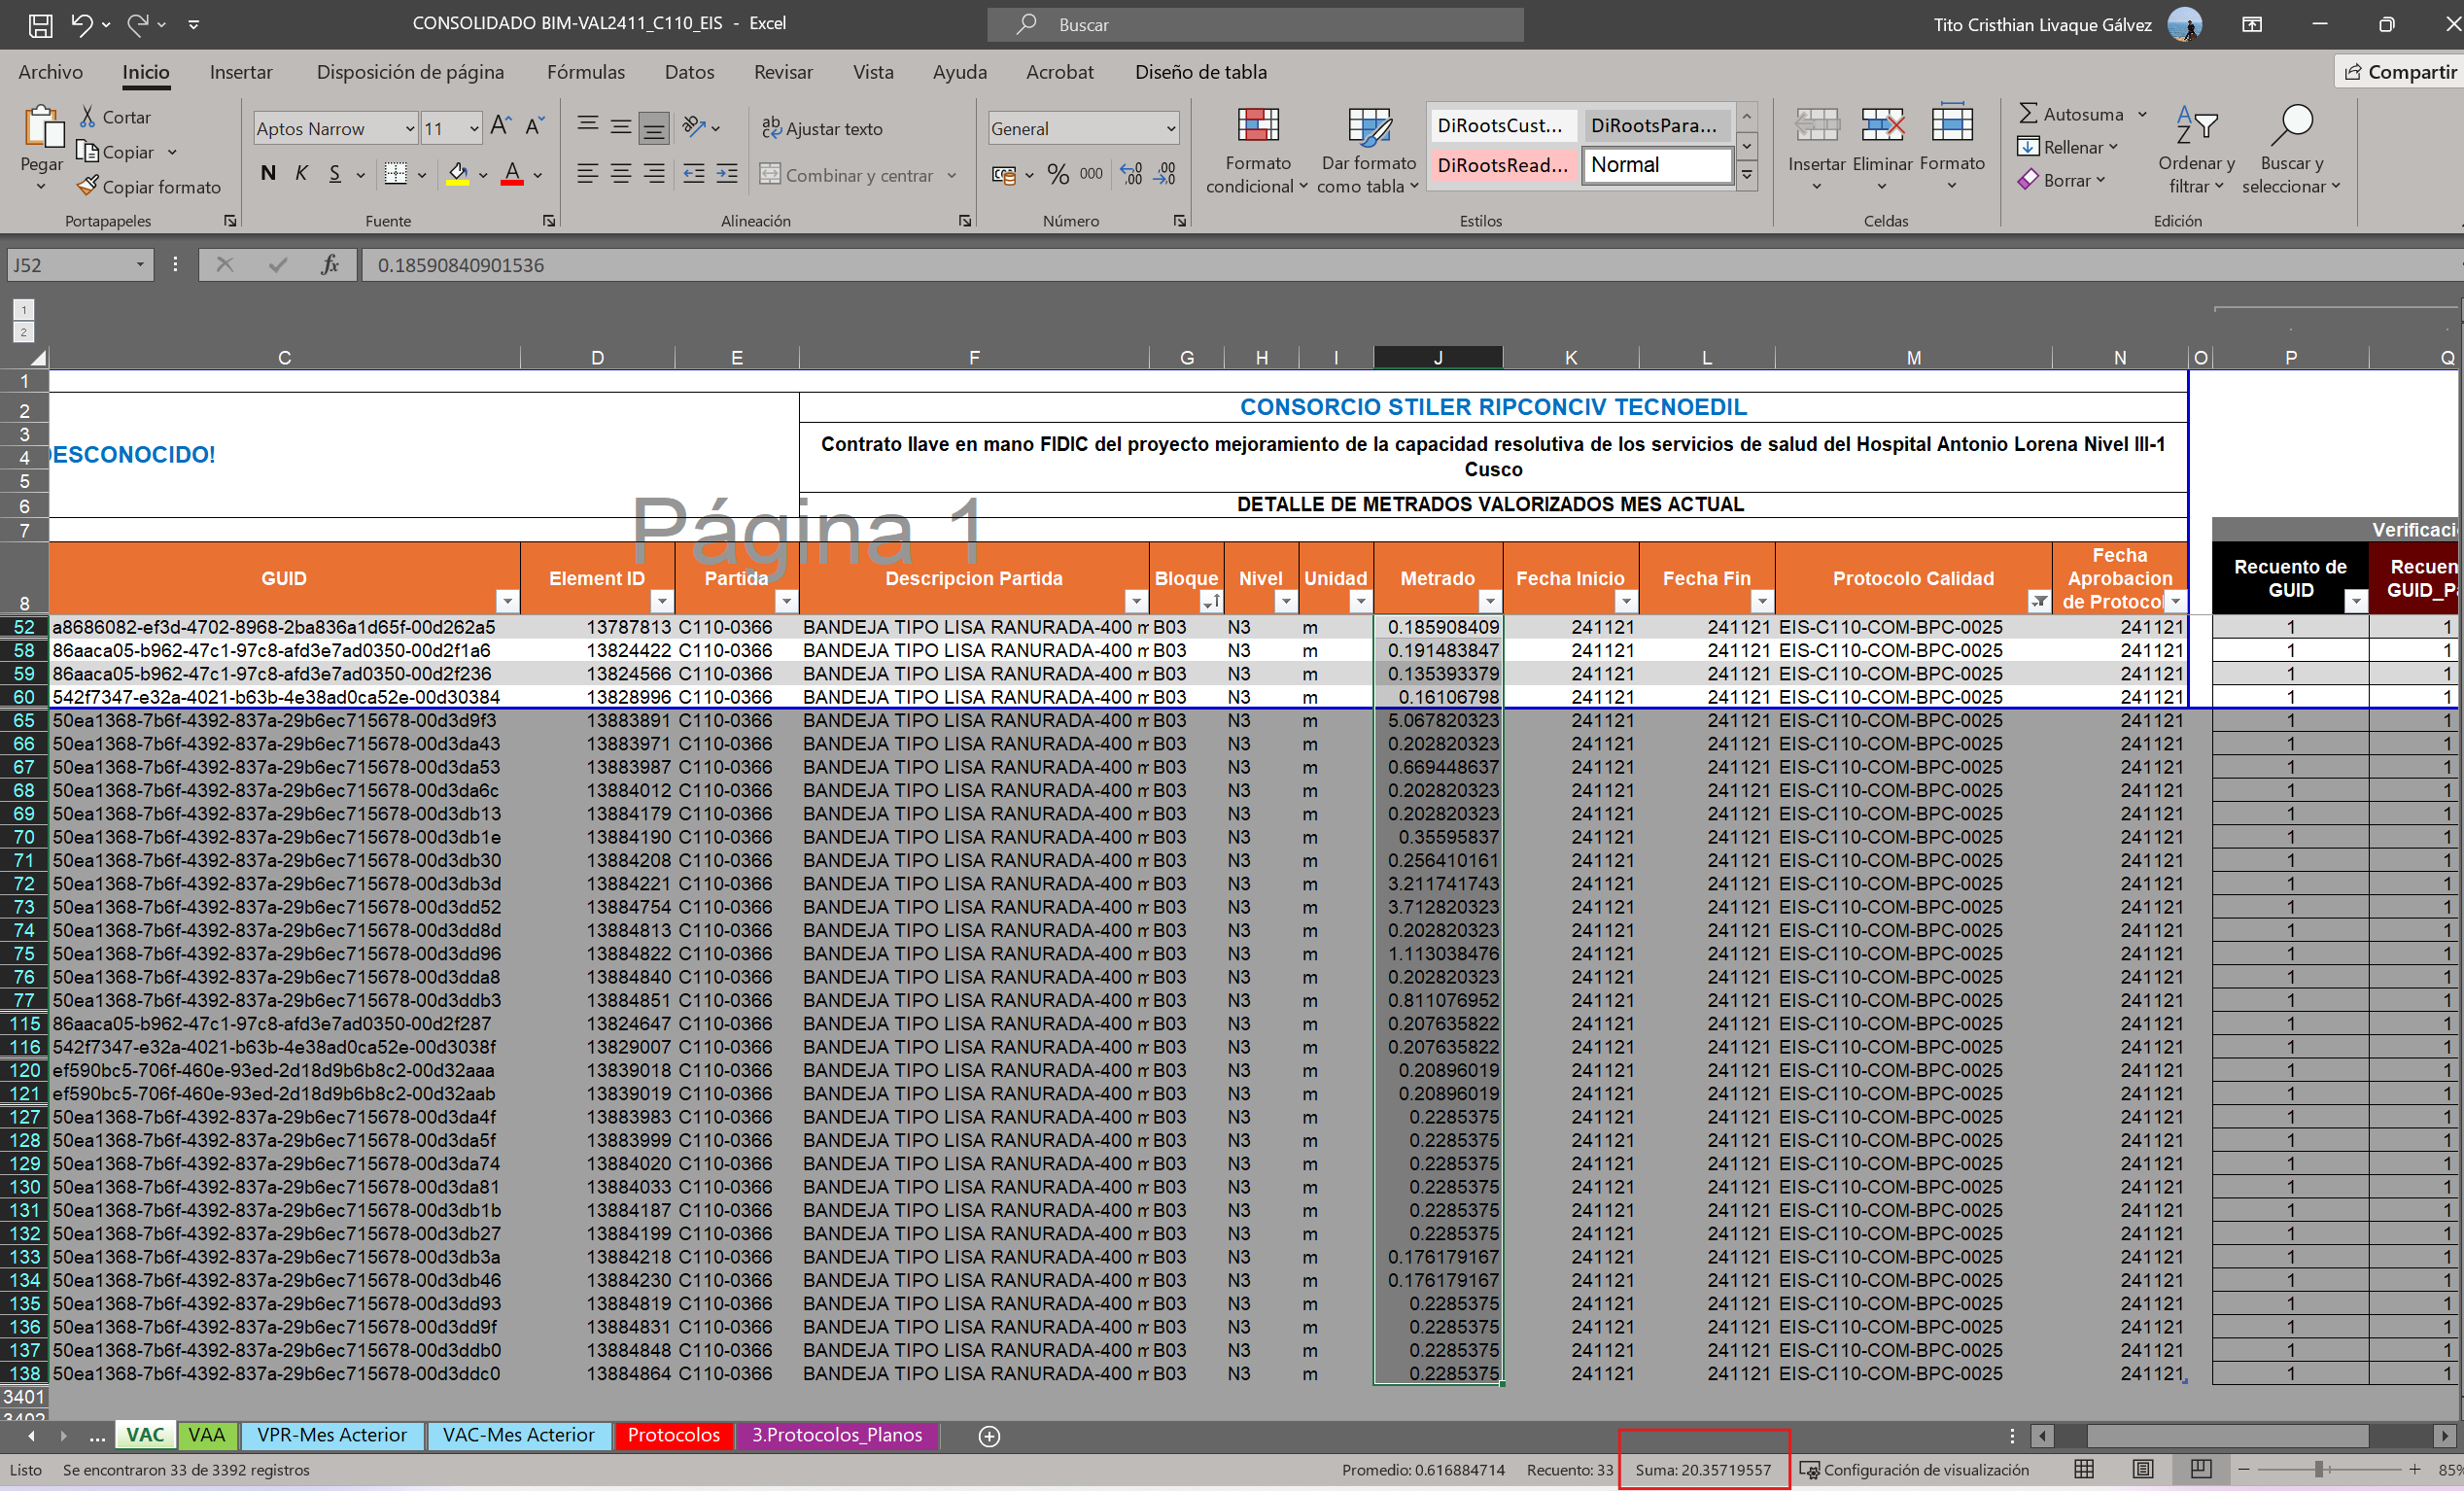 CONSOLIDADO BIM-VAL2411_C110_EIS - Excel
Buscar
Tito Cristhian Livaque Gálvez
Archivo Inicio Insertar Disposición de página Fórmulas Datos Revisar Vista Ayuda Acrobat Diseño de tabla Compartir
Pegar Cortar Copiar Copiar formato
Portapapeles
Aptos Narrow 11
N K S
Fuente
Ajustar texto
Combinar y centrar
Alineación
General
% 000
Número
Formato condicional
Dar formato como tabla
DiRootsCust... DiRootsPara...
DiRootsRead... Normal
Estilos
Insertar Eliminar Formato
Celdas
Autosuma
Rellenar
Borrar
Ordenar y filtrar
Buscar y seleccionar
Edición
J52 fx 0.18590840901536
1
2
C D E F G H I J K L M N O P Q
1
2 CONSORCIO STILER RIPCONCIV TECNOEDIL
3
4 DESCONOCIDO! Contrato llave en mano FIDIC del proyecto mejoramiento de la capacidad resolutiva de los servicios de salud del Hospital Antonio Lorena Nivel III-1
5 Cusco
6 DETALLE DE METRADOS VALORIZADOS MES ACTUAL
Página 1
7 Verificaci
8 GUID Element ID Partida Descripcion Partida Bloque Nivel Unidad Metrado Fecha Inicio Fecha Fin Protocolo Calidad Fecha Aprobacion de Protocol Recuento de GUID Recuen GUID_P
52 a8686082-ef3d-4702-8968-2ba836a1d65f-00d262a5 13787813 C110-0366 BANDEJA TIPO LISA RANURADA-400 m B03 N3 m 0.185908409 241121 241121 EIS-C110-COM-BPC-0025 241121 1 1
58 86aaca05-b962-47c1-97c8-afd3e7ad0350-00d2f1a6 13824422 C110-0366 BANDEJA TIPO LISA RANURADA-400 m B03 N3 m 0.191483847 241121 241121 EIS-C110-COM-BPC-0025 241121 1 1
59 86aaca05-b962-47c1-97c8-afd3e7ad0350-00d2f236 13824566 C110-0366 BANDEJA TIPO LISA RANURADA-400 m B03 N3 m 0.135393379 241121 241121 EIS-C110-COM-BPC-0025 241121 1 1
60 542f7347-e32a-4021-b63b-4e38ad0ca52e-00d30384 13828996 C110-0366 BANDEJA TIPO LISA RANURADA-400 m B03 N3 m 0.16106798 241121 241121 EIS-C110-COM-BPC-0025 241121 1 1
65 50ea1368-7b6f-4392-837a-29b6ec715678-00d3d9f3 13883891 C110-0366 BANDEJA TIPO LISA RANURADA-400 m B03 N3 m 5.067820323 241121 241121 EIS-C110-COM-BPC-0025 241121 1 1
66 50ea1368-7b6f-4392-837a-29b6ec715678-00d3da43 13883971 C110-0366 BANDEJA TIPO LISA RANURADA-400 m B03 N3 m 0.202820323 241121 241121 EIS-C110-COM-BPC-0025 241121 1 1
67 50ea1368-7b6f-4392-837a-29b6ec715678-00d3da53 13883987 C110-0366 BANDEJA TIPO LISA RANURADA-400 m B03 N3 m 0.669448637 241121 241121 EIS-C110-COM-BPC-0025 241121 1 1
68 50ea1368-7b6f-4392-837a-29b6ec715678-00d3da6c 13884012 C110-0366 BANDEJA TIPO LISA RANURADA-400 m B03 N3 m 0.202820323 241121 241121 EIS-C110-COM-BPC-0025 241121 1 1
69 50ea1368-7b6f-4392-837a-29b6ec715678-00d3db13 13884179 C110-0366 BANDEJA TIPO LISA RANURADA-400 m B03 N3 m 0.202820323 241121 241121 EIS-C110-COM-BPC-0025 241121 1 1
70 50ea1368-7b6f-4392-837a-29b6ec715678-00d3db1e 13884190 C110-0366 BANDEJA TIPO LISA RANURADA-400 m B03 N3 m 0.35595837 241121 241121 EIS-C110-COM-BPC-0025 241121 1 1
71 50ea1368-7b6f-4392-837a-29b6ec715678-00d3db30 13884208 C110-0366 BANDEJA TIPO LISA RANURADA-400 m B03 N3 m 0.256410161 241121 241121 EIS-C110-COM-BPC-0025 241121 1 1
72 50ea1368-7b6f-4392-837a-29b6ec715678-00d3db3d 13884221 C110-0366 BANDEJA TIPO LISA RANURADA-400 m B03 N3 m 3.211741743 241121 241121 EIS-C110-COM-BPC-0025 241121 1 1
73 50ea1368-7b6f-4392-837a-29b6ec715678-00d3dd52 13884754 C110-0366 BANDEJA TIPO LISA RANURADA-400 m B03 N3 m 3.712820323 241121 241121 EIS-C110-COM-BPC-0025 241121 1 1
74 50ea1368-7b6f-4392-837a-29b6ec715678-00d3dd8d 13884813 C110-0366 BANDEJA TIPO LISA RANURADA-400 m B03 N3 m 0.202820323 241121 241121 EIS-C110-COM-BPC-0025 241121 1 1
75 50ea1368-7b6f-4392-837a-29b6ec715678-00d3dd96 13884822 C110-0366 BANDEJA TIPO LISA RANURADA-400 m B03 N3 m 1.113038476 241121 241121 EIS-C110-COM-BPC-0025 241121 1 1
76 50ea1368-7b6f-4392-837a-29b6ec715678-00d3dda8 13884840 C110-0366 BANDEJA TIPO LISA RANURADA-400 m B03 N3 m 0.202820323 241121 241121 EIS-C110-COM-BPC-0025 241121 1 1
77 50ea1368-7b6f-4392-837a-29b6ec715678-00d3ddb3 13884851 C110-0366 BANDEJA TIPO LISA RANURADA-400 m B03 N3 m 0.811076952 241121 241121 EIS-C110-COM-BPC-0025 241121 1 1
115 86aaca05-b962-47c1-97c8-afd3e7ad0350-00d2f287 13824647 C110-0366 BANDEJA TIPO LISA RANURADA-400 m B03 N3 m 0.207635822 241121 241121 EIS-C110-COM-BPC-0025 241121 1 1
116 542f7347-e32a-4021-b63b-4e38ad0ca52e-00d3038f 13829007 C110-0366 BANDEJA TIPO LISA RANURADA-400 m B03 N3 m 0.207635822 241121 241121 EIS-C110-COM-BPC-0025 241121 1 1
120 ef590bc5-706f-460e-93ed-2d18d9b6b8c2-00d32aaa 13839018 C110-0366 BANDEJA TIPO LISA RANURADA-400 m B03 N3 m 0.20896019 241121 241121 EIS-C110-COM-BPC-0025 241121 1 1
121 ef590bc5-706f-460e-93ed-2d18d9b6b8c2-00d32aab 13839019 C110-0366 BANDEJA TIPO LISA RANURADA-400 m B03 N3 m 0.20896019 241121 241121 EIS-C110-COM-BPC-0025 241121 1 1
127 50ea1368-7b6f-4392-837a-29b6ec715678-00d3da4f 13883983 C110-0366 BANDEJA TIPO LISA RANURADA-400 m B03 N3 m 0.2285375 241121 241121 EIS-C110-COM-BPC-0025 241121 1 1
128 50ea1368-7b6f-4392-837a-29b6ec715678-00d3da5f 13883999 C110-0366 BANDEJA TIPO LISA RANURADA-400 m B03 N3 m 0.2285375 241121 241121 EIS-C110-COM-BPC-0025 241121 1 1
129 50ea1368-7b6f-4392-837a-29b6ec715678-00d3da74 13884020 C110-0366 BANDEJA TIPO LISA RANURADA-400 m B03 N3 m 0.2285375 241121 241121 EIS-C110-COM-BPC-0025 241121 1 1
130 50ea1368-7b6f-4392-837a-29b6ec715678-00d3da81 13884033 C110-0366 BANDEJA TIPO LISA RANURADA-400 m B03 N3 m 0.2285375 241121 241121 EIS-C110-COM-BPC-0025 241121 1 1
131 50ea1368-7b6f-4392-837a-29b6ec715678-00d3db1b 13884187 C110-0366 BANDEJA TIPO LISA RANURADA-400 m B03 N3 m 0.2285375 241121 241121 EIS-C110-COM-BPC-0025 241121 1 1
132 50ea1368-7b6f-4392-837a-29b6ec715678-00d3db27 13884199 C110-0366 BANDEJA TIPO LISA RANURADA-400 m B03 N3 m 0.2285375 241121 241121 EIS-C110-COM-BPC-0025 241121 1 1
133 50ea1368-7b6f-4392-837a-29b6ec715678-00d3db3a 13884218 C110-0366 BANDEJA TIPO LISA RANURADA-400 m B03 N3 m 0.176179167 241121 241121 EIS-C110-COM-BPC-0025 241121 1 1
134 50ea1368-7b6f-4392-837a-29b6ec715678-00d3db46 13884230 C110-0366 BANDEJA TIPO LISA RANURADA-400 m B03 N3 m 0.176179167 241121 241121 EIS-C110-COM-BPC-0025 241121 1 1
135 50ea1368-7b6f-4392-837a-29b6ec715678-00d3dd93 13884819 C110-0366 BANDEJA TIPO LISA RANURADA-400 m B03 N3 m 0.2285375 241121 241121 EIS-C110-COM-BPC-0025 241121 1 1
136 50ea1368-7b6f-4392-837a-29b6ec715678-00d3dd9f 13884831 C110-0366 BANDEJA TIPO LISA RANURADA-400 m B03 N3 m 0.2285375 241121 241121 EIS-C110-COM-BPC-0025 241121 1 1
137 50ea1368-7b6f-4392-837a-29b6ec715678-00d3ddb0 13884848 C110-0366 BANDEJA TIPO LISA RANURADA-400 m B03 N3 m 0.2285375 241121 241121 EIS-C110-COM-BPC-0025 241121 1 1
138 50ea1368-7b6f-4392-837a-29b6ec715678-00d3ddc0 13884864 C110-0366 BANDEJA TIPO LISA RANURADA-400 m B03 N3 m 0.2285375 241121 241121 EIS-C110-COM-BPC-0025 241121 1 1
3401
3402
... VAC VAA VPR-Mes Acterior VAC-Mes Acterior Protocolos 3.Protocolos_Planos
Listo Se encontraron 33 de 3392 registros Promedio: 0.616884714 Recuento: 33 Suma: 20.35719557 Configuración de visualización 85%